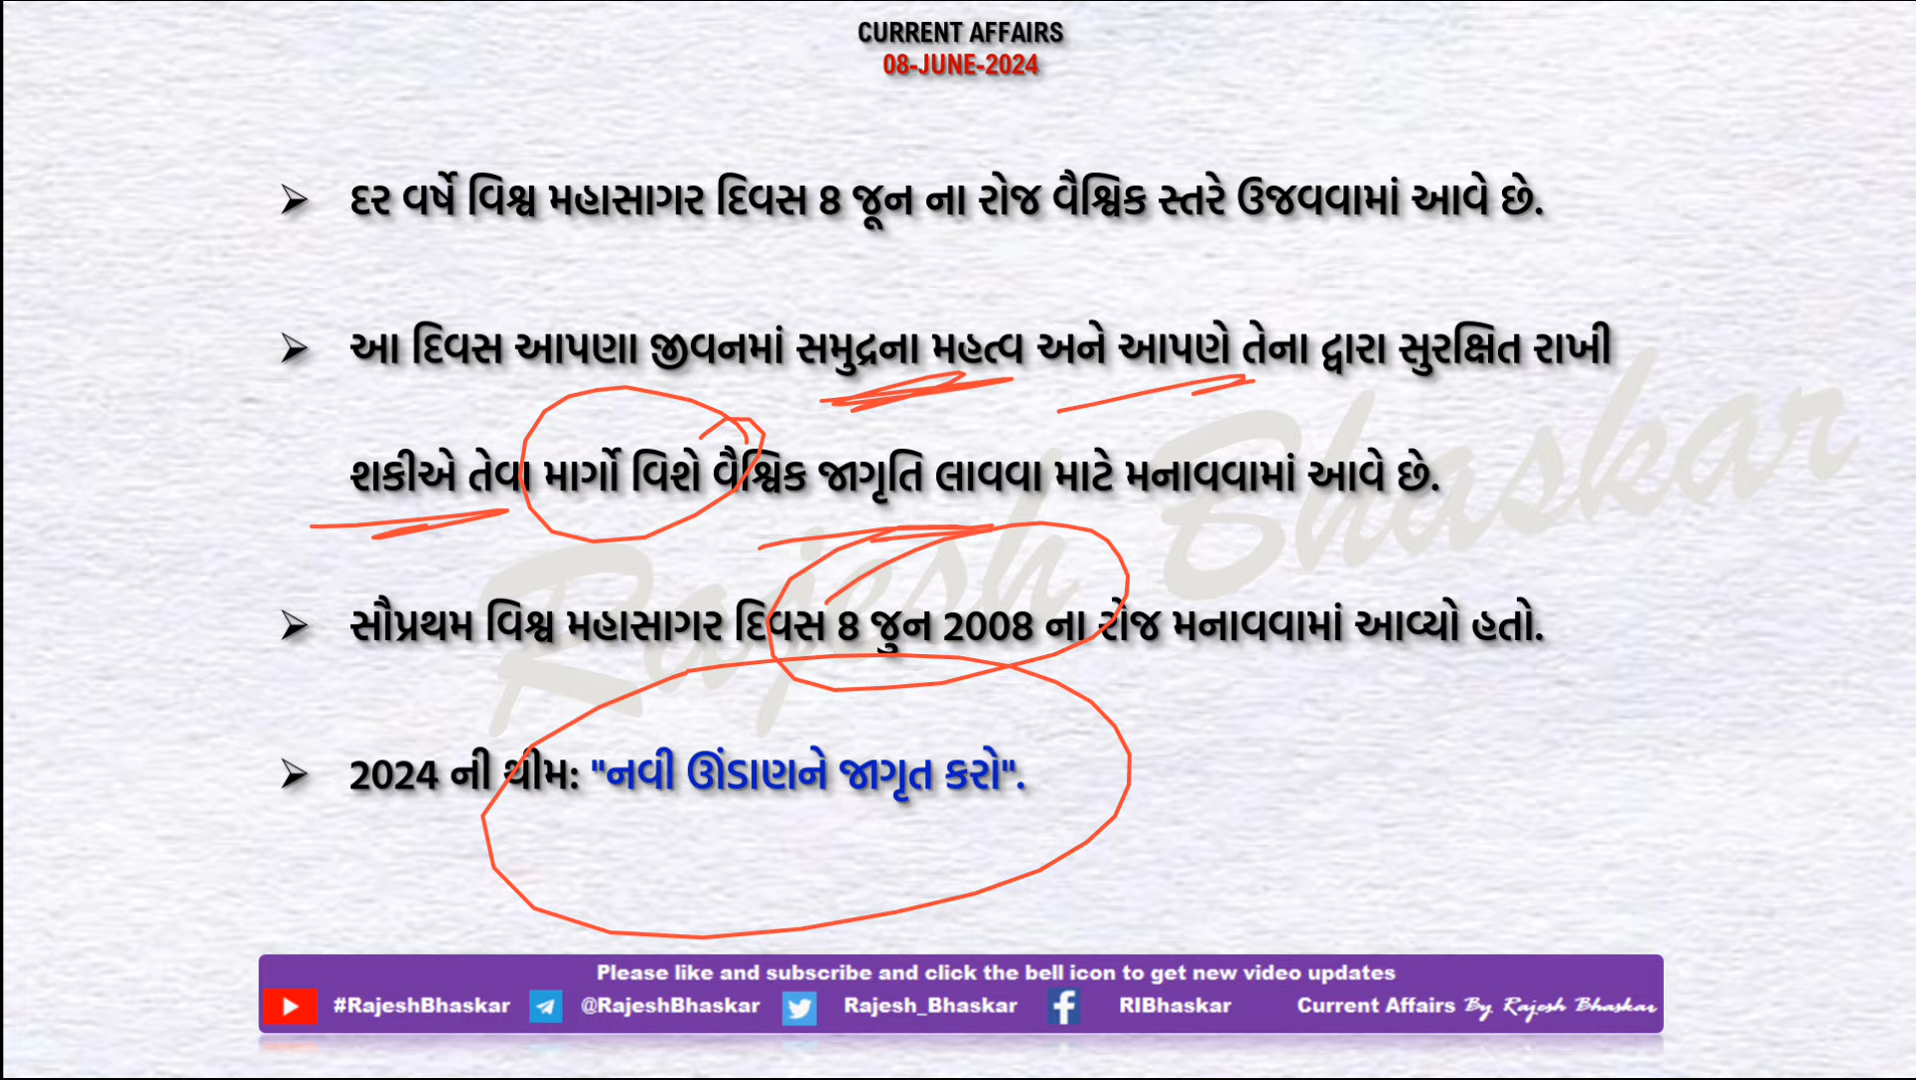 CURRENT AFFAIRS
08-JUNE-2024
➢ દર વર્ષે વિશ્વ મહાસાગર દિવસ 8 જૂન ના રોજ વૈશ્વિક સ્તરે ઉજવવામાં આવે છે.
➢ આ દિવસ આપણા જીવનમાં સમુદ્રના મહત્વ અને આપણે તેના દ્વારા સુરક્ષિત રાખી
શકીએ તેવા માર્ગો વિશે વૈશ્વિક જાગૃતિ લાવવા માટે મનાવવામાં આવે છે.
➢ સૌપ્રથમ વિશ્વ મહાસાગર દિવસ 8 જુન 2008 ના રોજ મનાવવામાં આવ્યો હતો.
➢ 2024 ની થીમ: "નવી ઊંડાણને જાગૃત કરો".
Rajesh Bhaskar
Please like and subscribe and click the bell icon to get new video updates
#RajeshBhaskar @RajeshBhaskar Rajesh_Bhaskar RIBhaskar Current Affairs By Rajesh Bhaskar